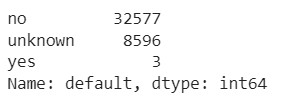 no 32577
unknown 8596
yes 3
Name: default, dtype: int64